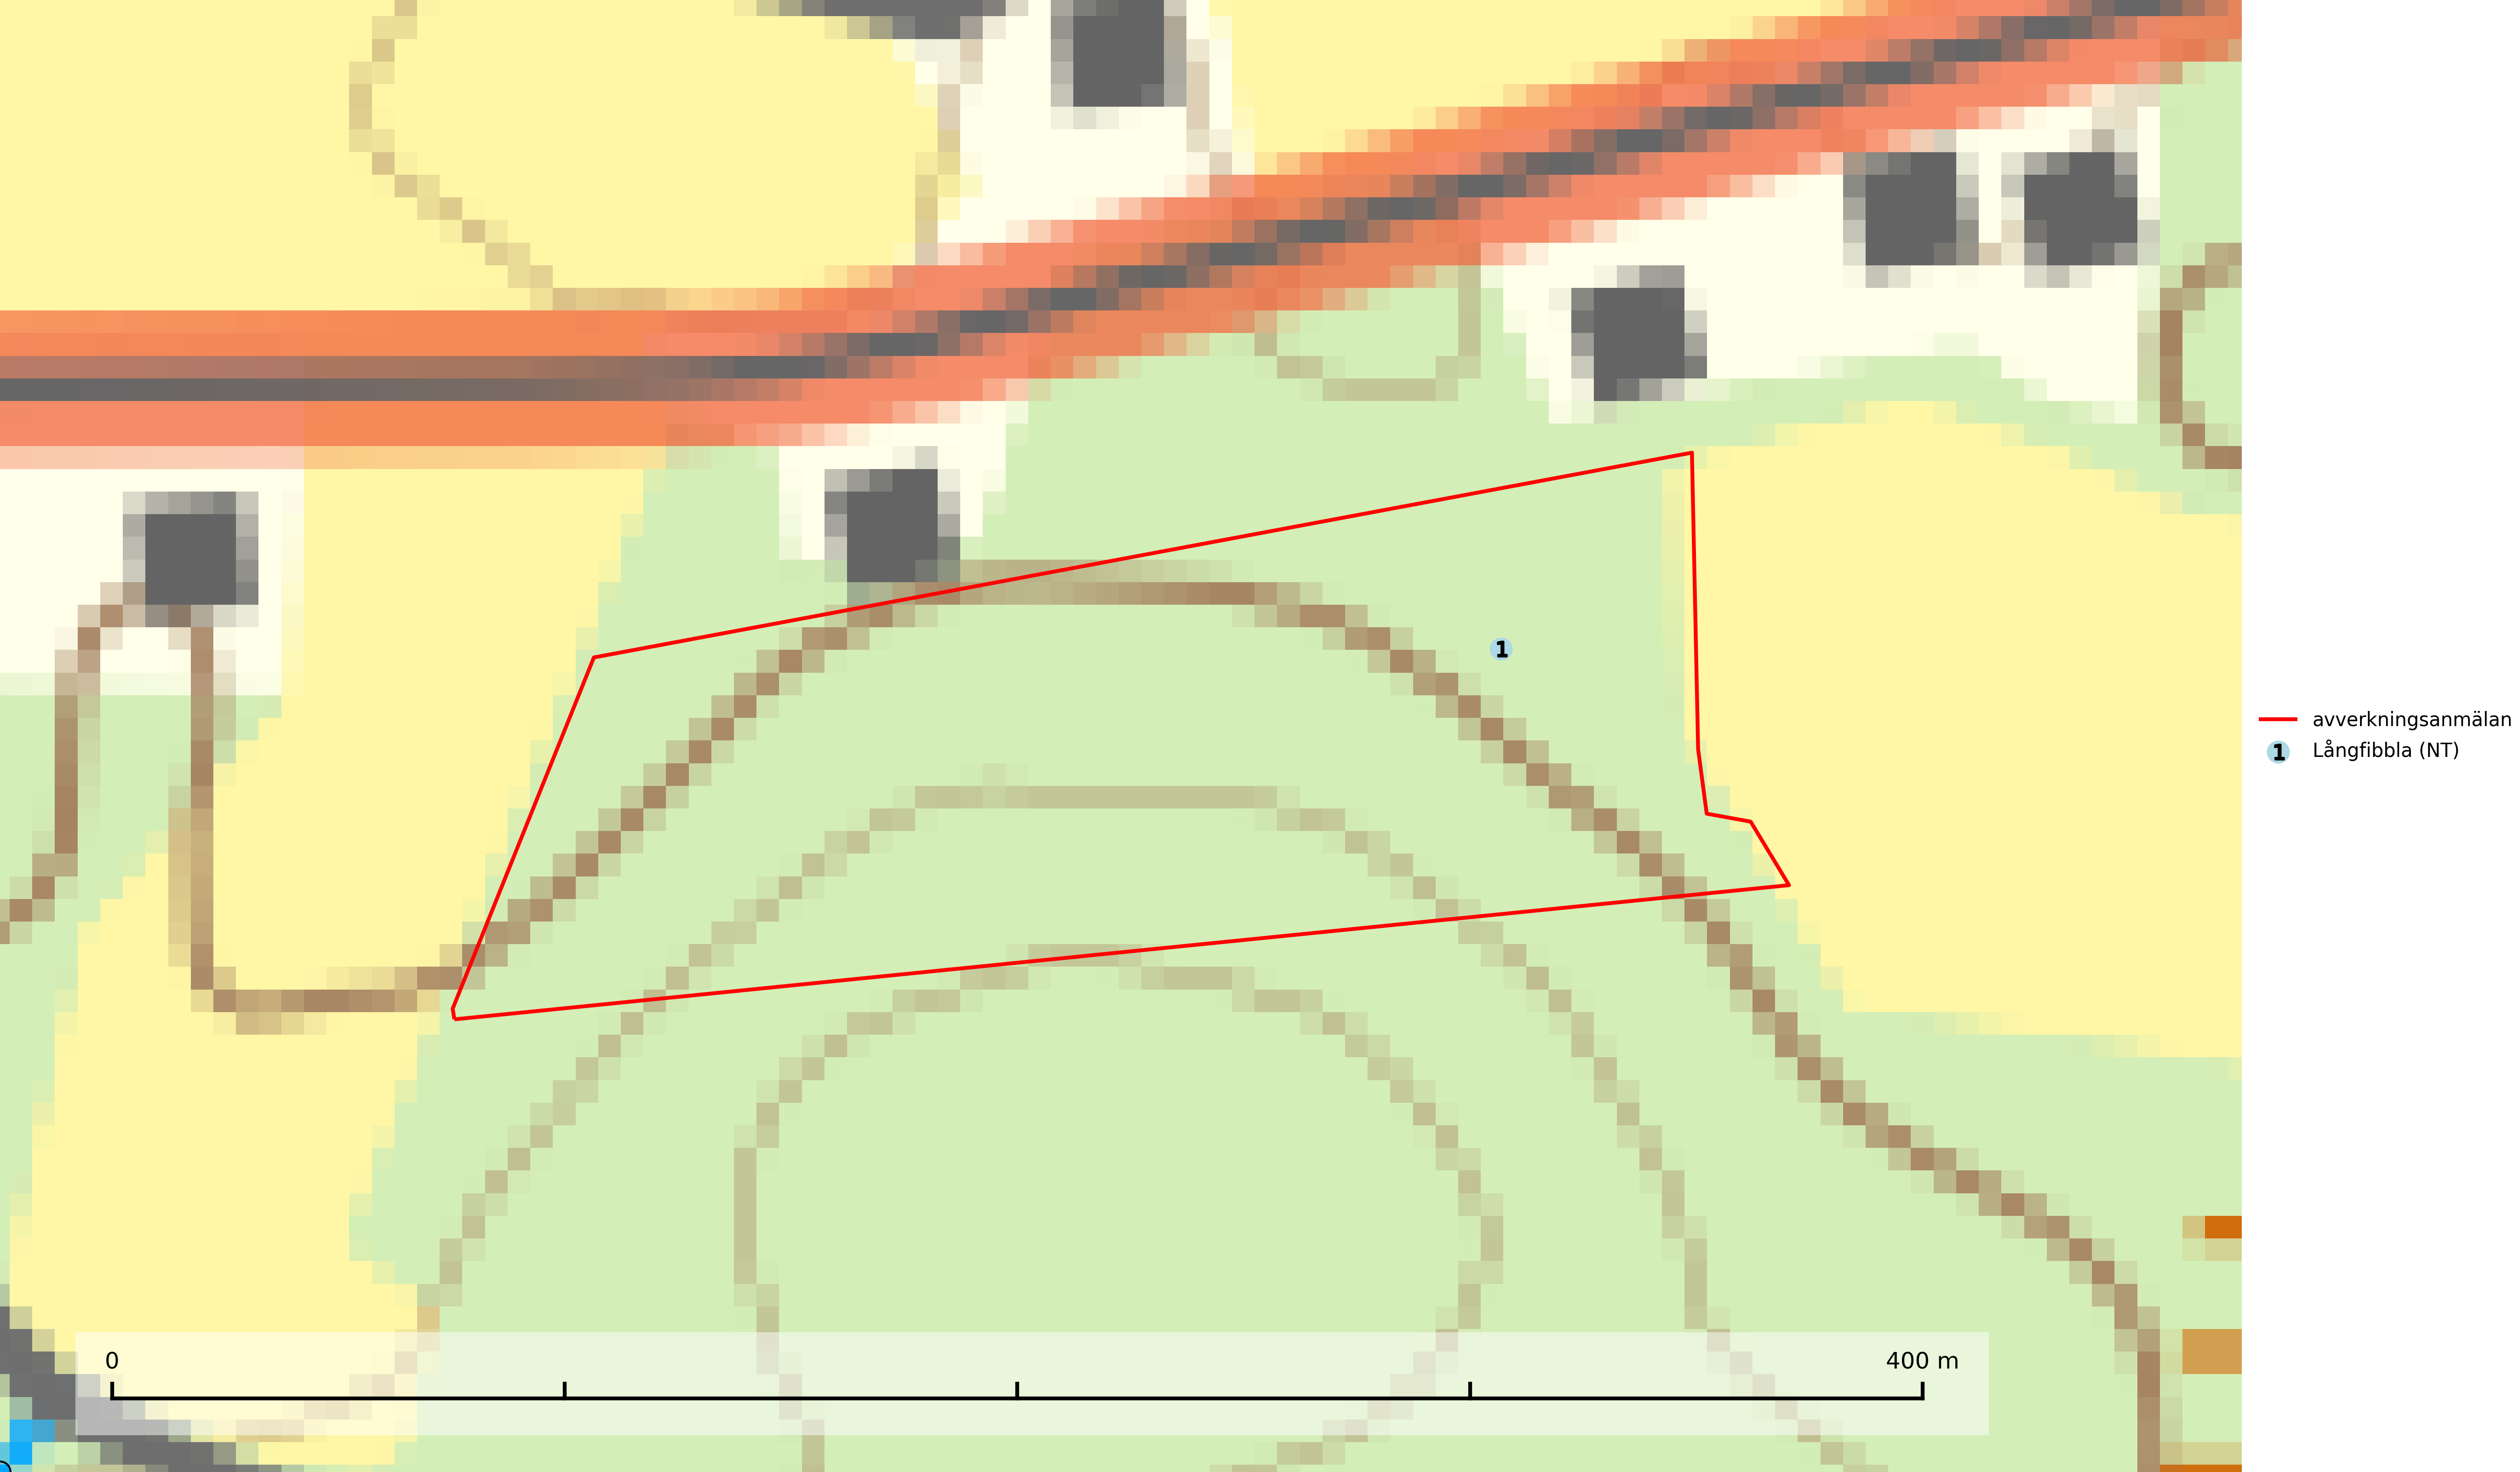 1
avverkningsanmälan
1 Långfibbla (NT)
0 400 m